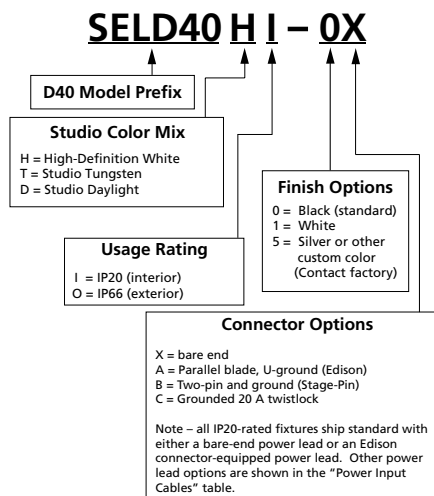 SELD40 H I – 0X
D40 Model Prefix
Studio Color Mix
H = High-Definition White
T = Studio Tungsten
D = Studio Daylight
Usage Rating
I = IP20 (interior)
O = IP66 (exterior)
Finish Options
0 = Black (standard)
1 = White
5 = Silver or other
custom color
(Contact factory)
Connector Options
X = bare end
A = Parallel blade, U-ground (Edison)
B = Two-pin and ground (Stage-Pin)
C = Grounded 20 A twistlock
Note – all IP20-rated fixtures ship standard with
either a bare-end power lead or an Edison
connector-equipped power lead.  Other power
lead options are shown in the “Power Input
Cables” table.